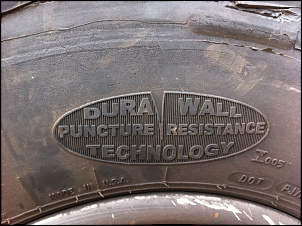 DURA WALL
PUNCTURE RESISTANCE
TECHNOLOGY
MADE IN U.S.A.
DOT